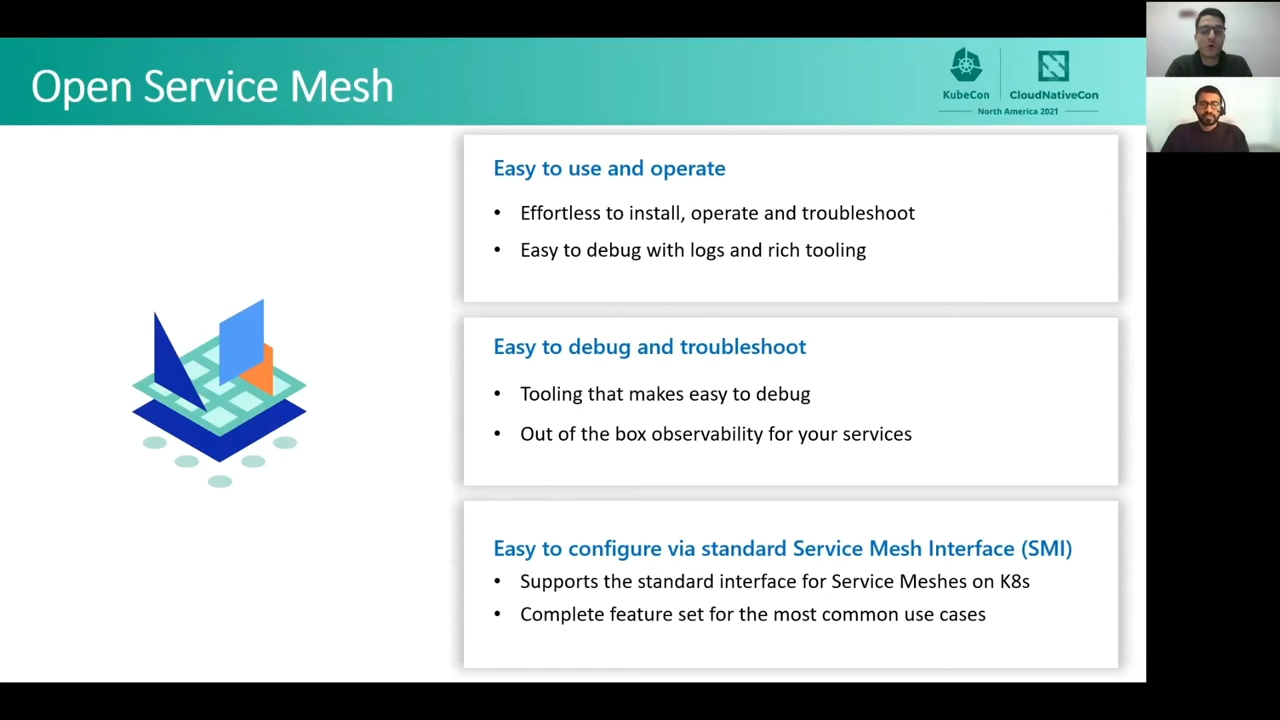 Open Service Mesh
KubeCon
CloudNativeCon
North America 2021
Easy to use and operate
• Effortless to install, operate and troubleshoot
• Easy to debug with logs and rich tooling
Easy to debug and troubleshoot
• Tooling that makes easy to debug
• Out of the box observability for your services
Easy to configure via standard Service Mesh Interface (SMI)
• Supports the standard interface for Service Meshes on K8s
• Complete feature set for the most common use cases